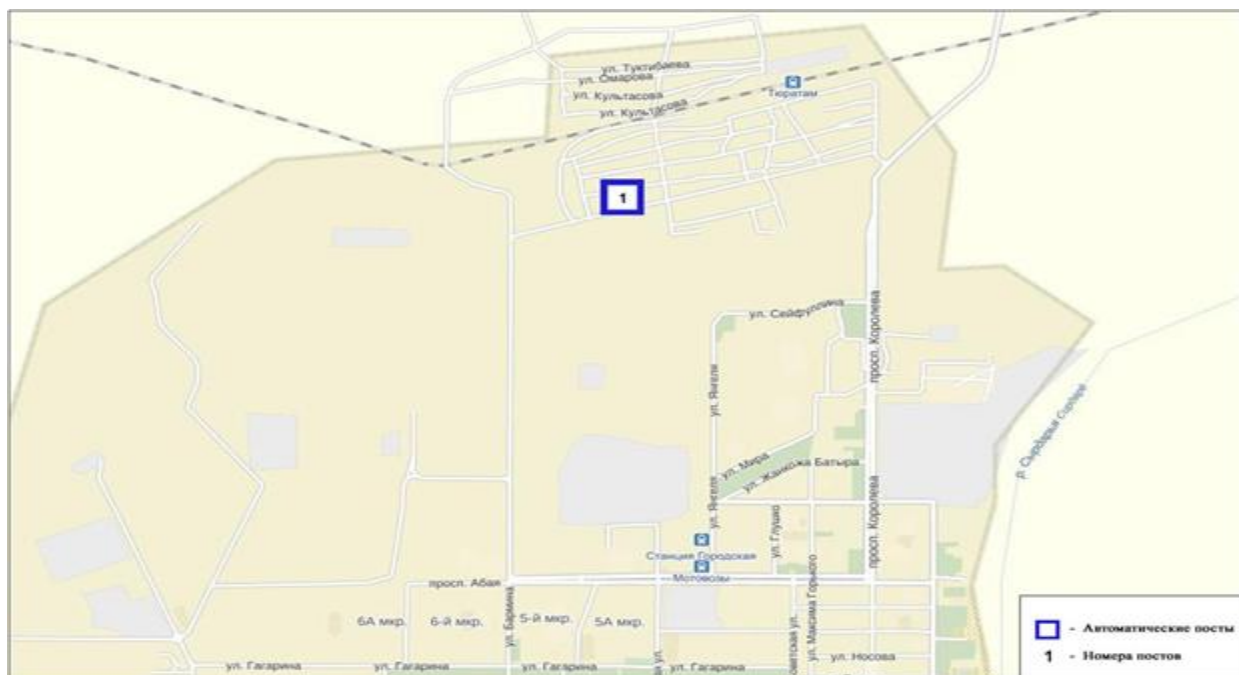 ул. Туктибаева
ул. Омарова
Тюратам
ул. Культасова
ул. Культасова
1
ул. Сейфуллина
просп. Королева
ул. Янгеля
р. Сырдарья
ул. Мира
ул. Жанкожа Батыра
просп. Королева
ул. Янгеля
ул. Глушко
Станция Городская
Мотовозы
просп. Абая
ул. Бармина
ул. Максима Горького
6А мкр.
6-й мкр.
5-й мкр.
5А мкр.
ул. Носова
ул. Гагарина
ул. Гагарина
ул. Гагарина
ул. Гагарина
- Автоматические посты
1 - Номера постов